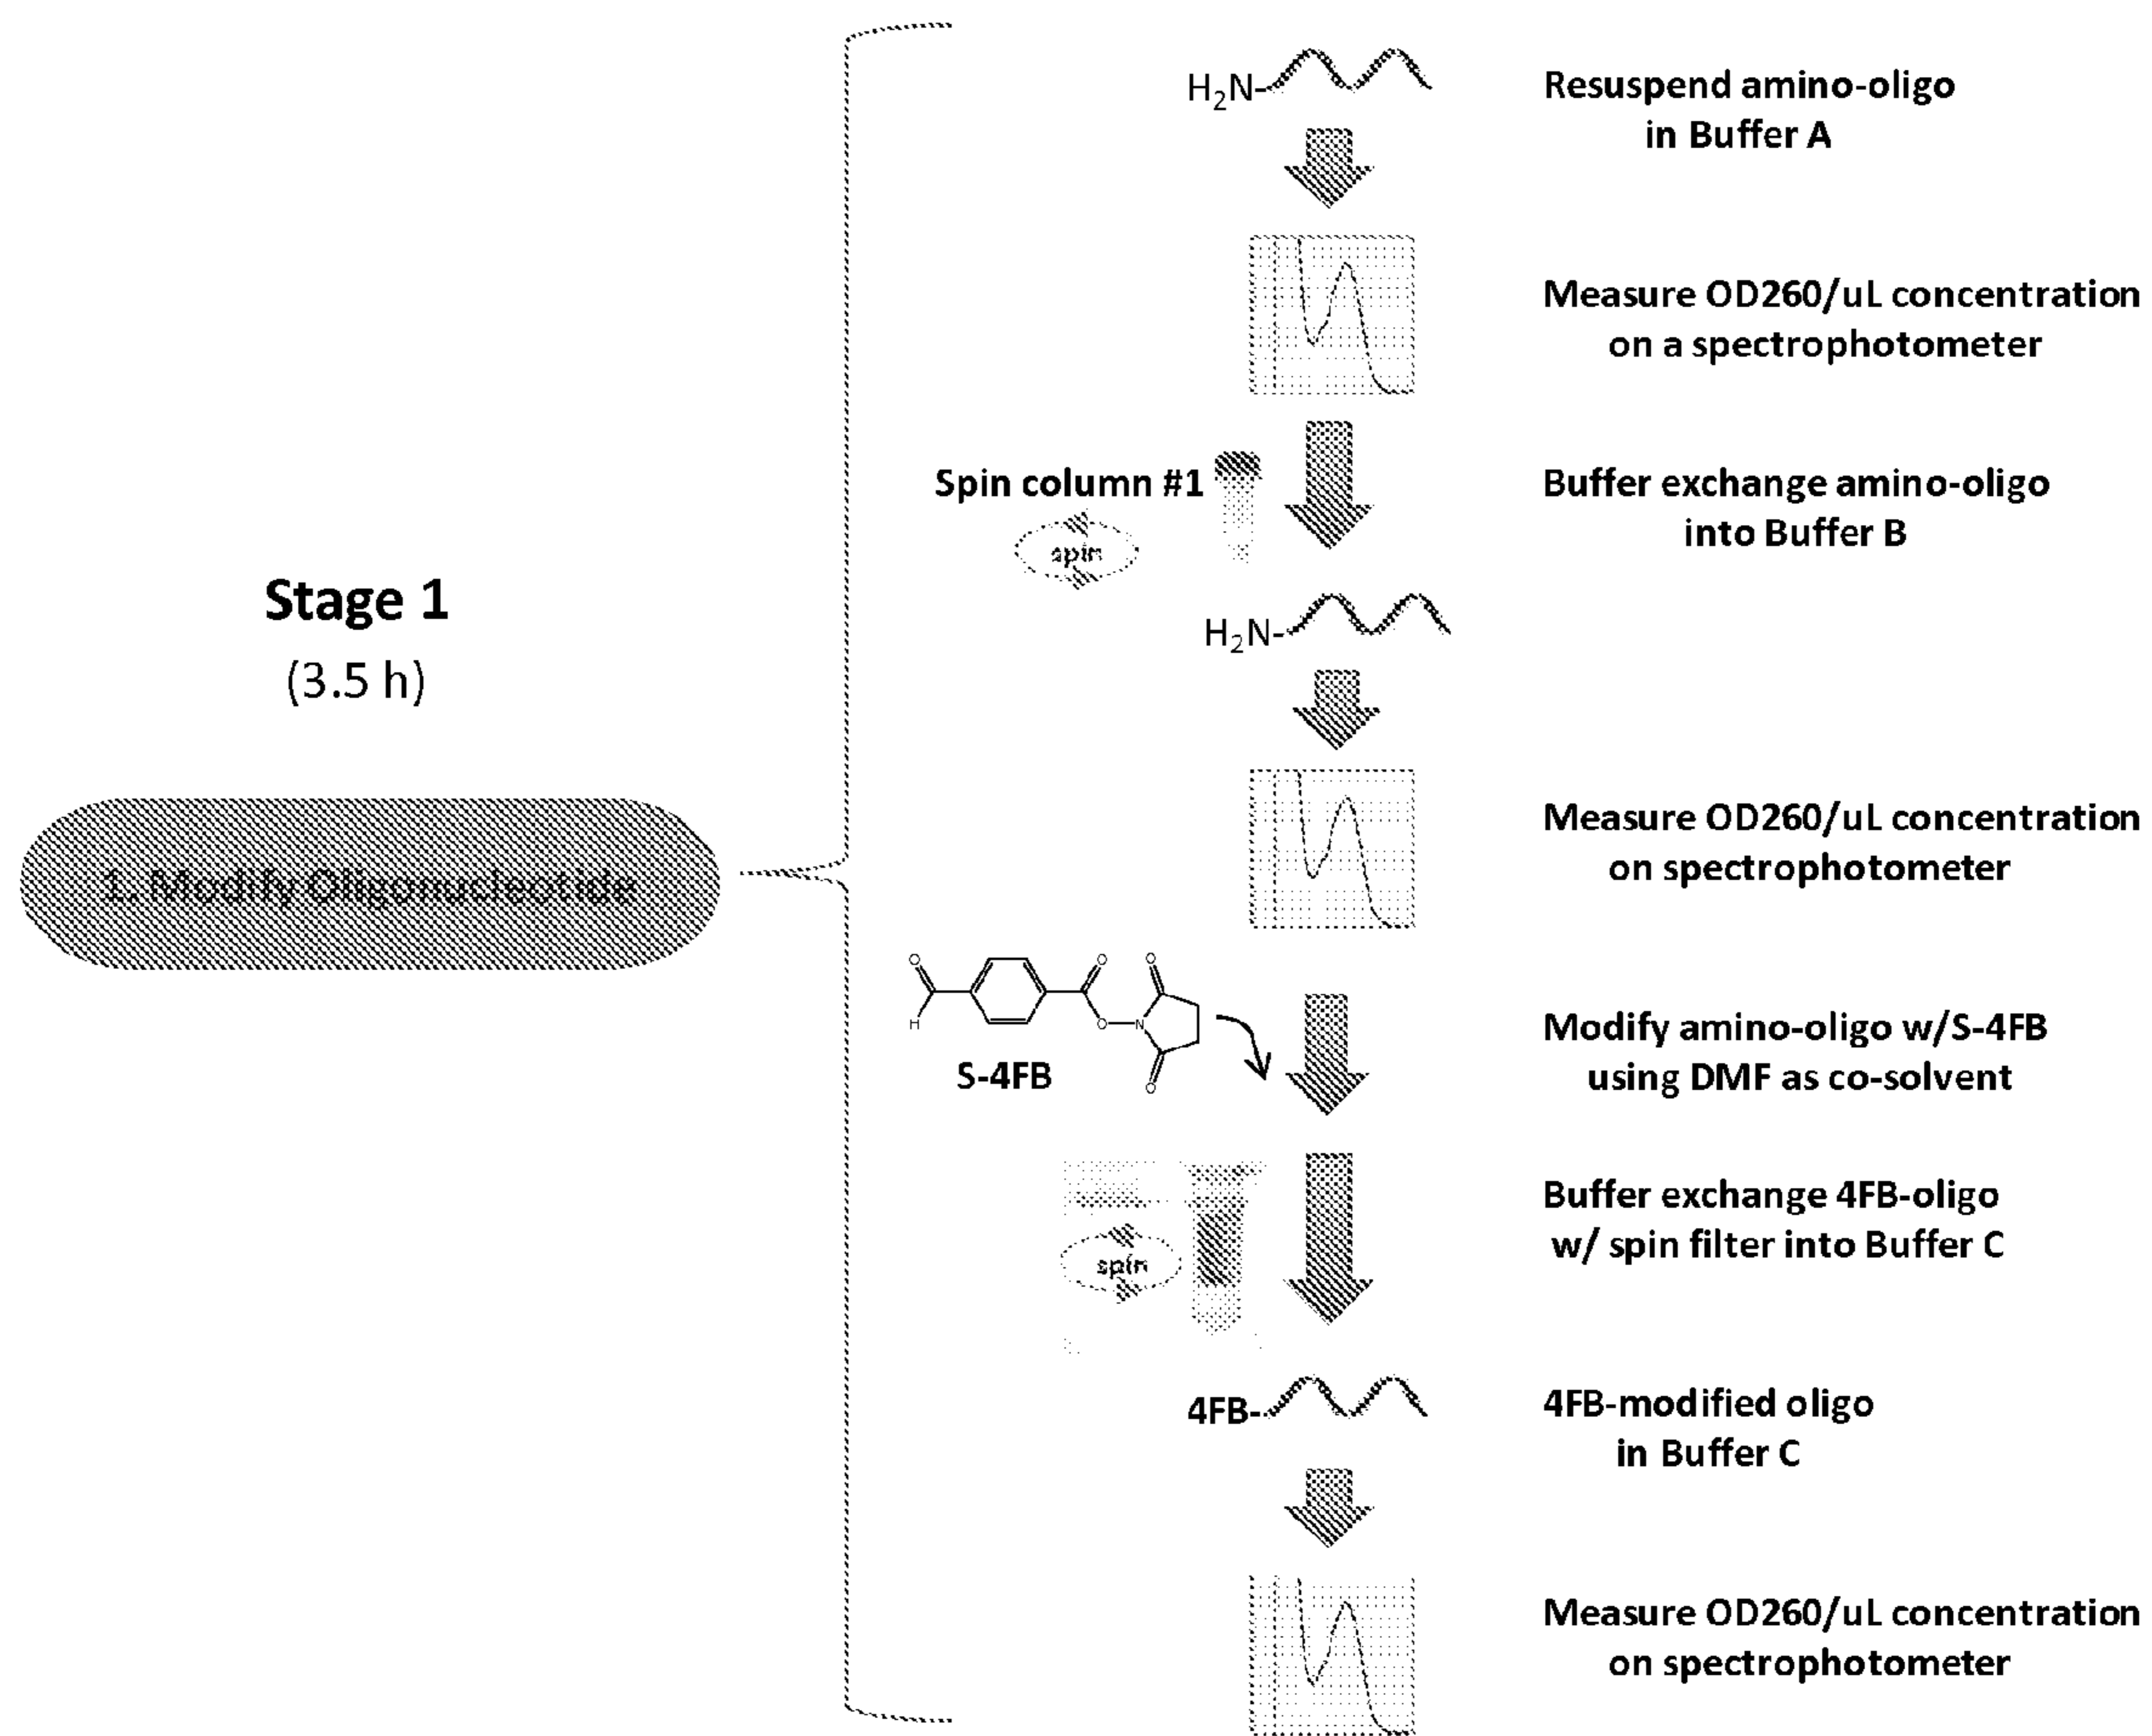 Stage 1
(3.5 h)
1. Modify Oligonucleotide
H₂N-
Resuspend amino-oligo
in Buffer A
Measure OD260/uL concentration
on a spectrophotometer
Spin column #1
spin
Buffer exchange amino-oligo
into Buffer B
H₂N-
Measure OD260/uL concentration
on spectrophotometer
O
H
O
O
N
O
O
S-4FB
Modify amino-oligo w/S-4FB
using DMF as co-solvent
spin
Buffer exchange 4FB-oligo
w/ spin filter into Buffer C
4FB-
4FB-modified oligo
in Buffer C
Measure OD260/uL concentration
on spectrophotometer